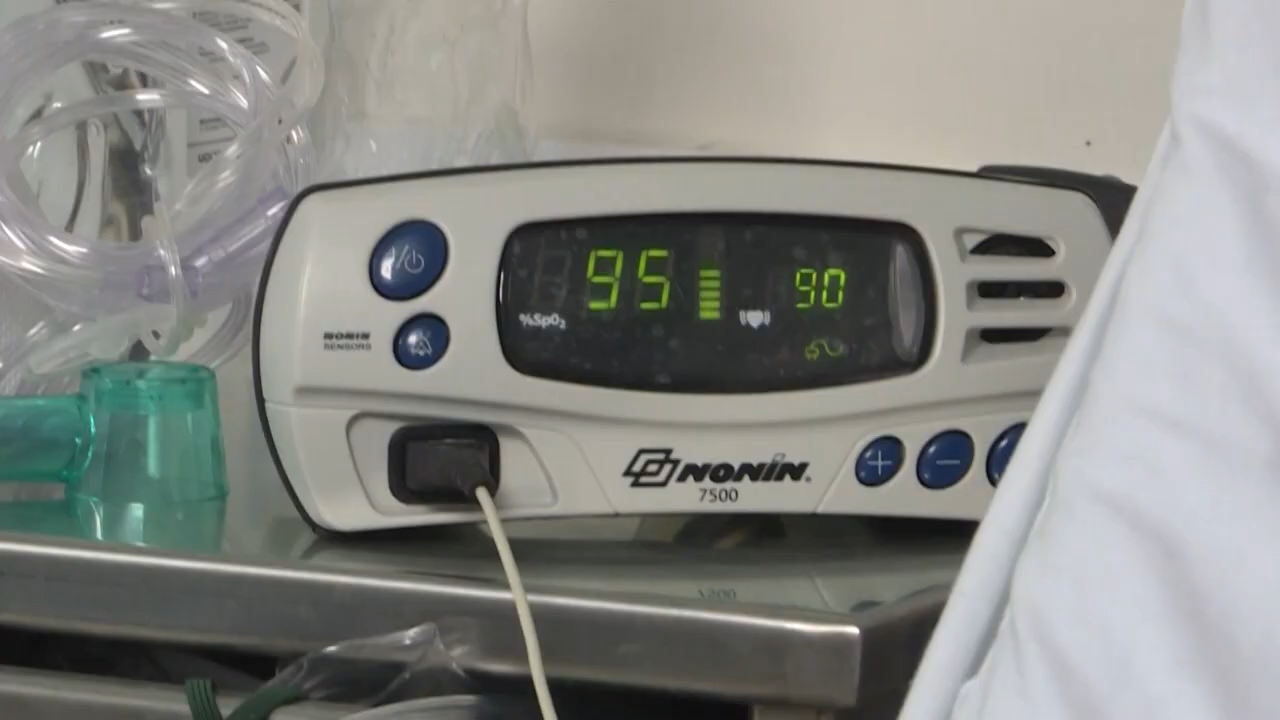 95 90
%SpO2
NONIN
SENSORS
NONIN.
7500
+ −